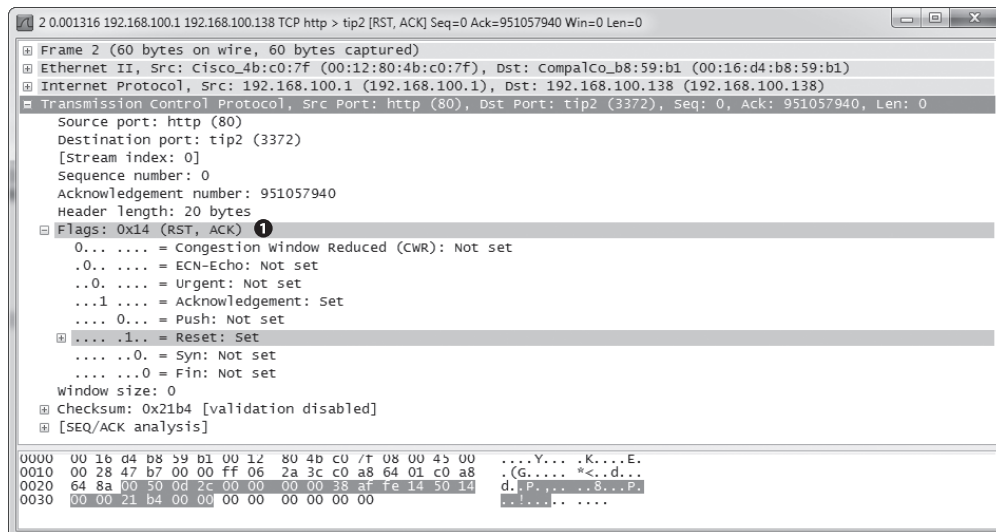 2 0.001316 192.168.100.1 192.168.100.138 TCP http > tip2 [RST, ACK] Seq=0 Ack=951057940 Win=0 Len=0
Frame 2 (60 bytes on wire, 60 bytes captured)
Ethernet II, Src: Cisco_4b:c0:7f (00:12:80:4b:c0:7f), Dst: CompalCo_b8:59:b1 (00:16:d4:b8:59:b1)
Internet Protocol, Src: 192.168.100.1 (192.168.100.1), Dst: 192.168.100.138 (192.168.100.138)
Transmission Control Protocol, Src Port: http (80), Dst Port: tip2 (3372), Seq: 0, Ack: 951057940, Len: 0
Source port: http (80)
Destination port: tip2 (3372)
[Stream index: 0]
Sequence number: 0
Acknowledgement number: 951057940
Header length: 20 bytes
Flags: 0x14 (RST, ACK) ❶
0... .... = Congestion Window Reduced (CWR): Not set
.0.. .... = ECN-Echo: Not set
..0. .... = Urgent: Not set
...1 .... = Acknowledgement: Set
.... 0... = Push: Not set
.... .1.. = Reset: Set
.... ..0. = Syn: Not set
.... ...0 = Fin: Not set
Window size: 0
Checksum: 0x21b4 [validation disabled]
[SEQ/ACK analysis]
0000 00 16 d4 b8 59 b1 00 12 80 4b c0 7f 08 00 45 00 ....Y... .K....E.
0010 00 28 47 b7 00 00 ff 06 2a 3c c0 a8 64 01 c0 a8 .(G..... *<..d...
0020 64 8a 00 50 0d 2c 00 00 00 00 38 af fe 14 50 14 d..P.,.. ..8...P.
0030 00 00 21 b4 00 00 00 00 00 00 00 00 ..!..... ....